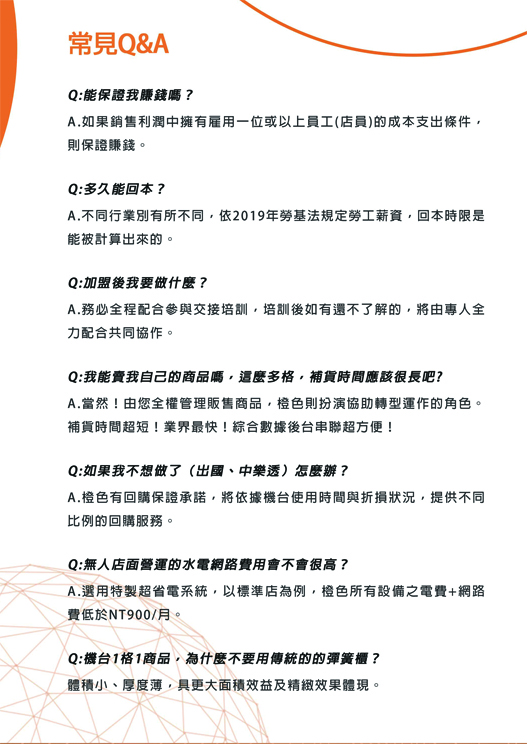 常見Q&A
Q:能保證我賺錢嗎？
A.如果銷售利潤中擁有雇用一位或以上員工(店員)的成本支出條件，
則保證賺錢。
Q:多久能回本？
A.不同行業別有所不同，依2019年勞基法規定勞工薪資，回本時限是
能被計算出來的。
Q:加盟後我要做什麼？
A.務必全程配合參與交接培訓，培訓後如有還不了解的，將由專人全
力配合共同協作。
Q:我能賣我自己的商品嗎，這麼多格，補貨時間應該很長吧?
A.當然！由您全權管理販售商品，橙色則扮演協助轉型運作的角色。
補貨時間超短！業界最快！綜合數據後台串聯超方便！
Q:如果我不想做了（出國、中樂透）怎麼辦？
A.橙色有回購保證承諾，將依據機台使用時間與折損狀況，提供不同
比例的回購服務。
Q:無人店面營運的水電網路費用會不會很高？
A.選用特製超省電系統，以標準店為例，橙色所有設備之電費+網路
費低於NT900/月。
Q:機台1格1商品，為什麼不要用傳統的的彈簧櫃？
體積小、厚度薄，具更大面積效益及精緻效果體現。